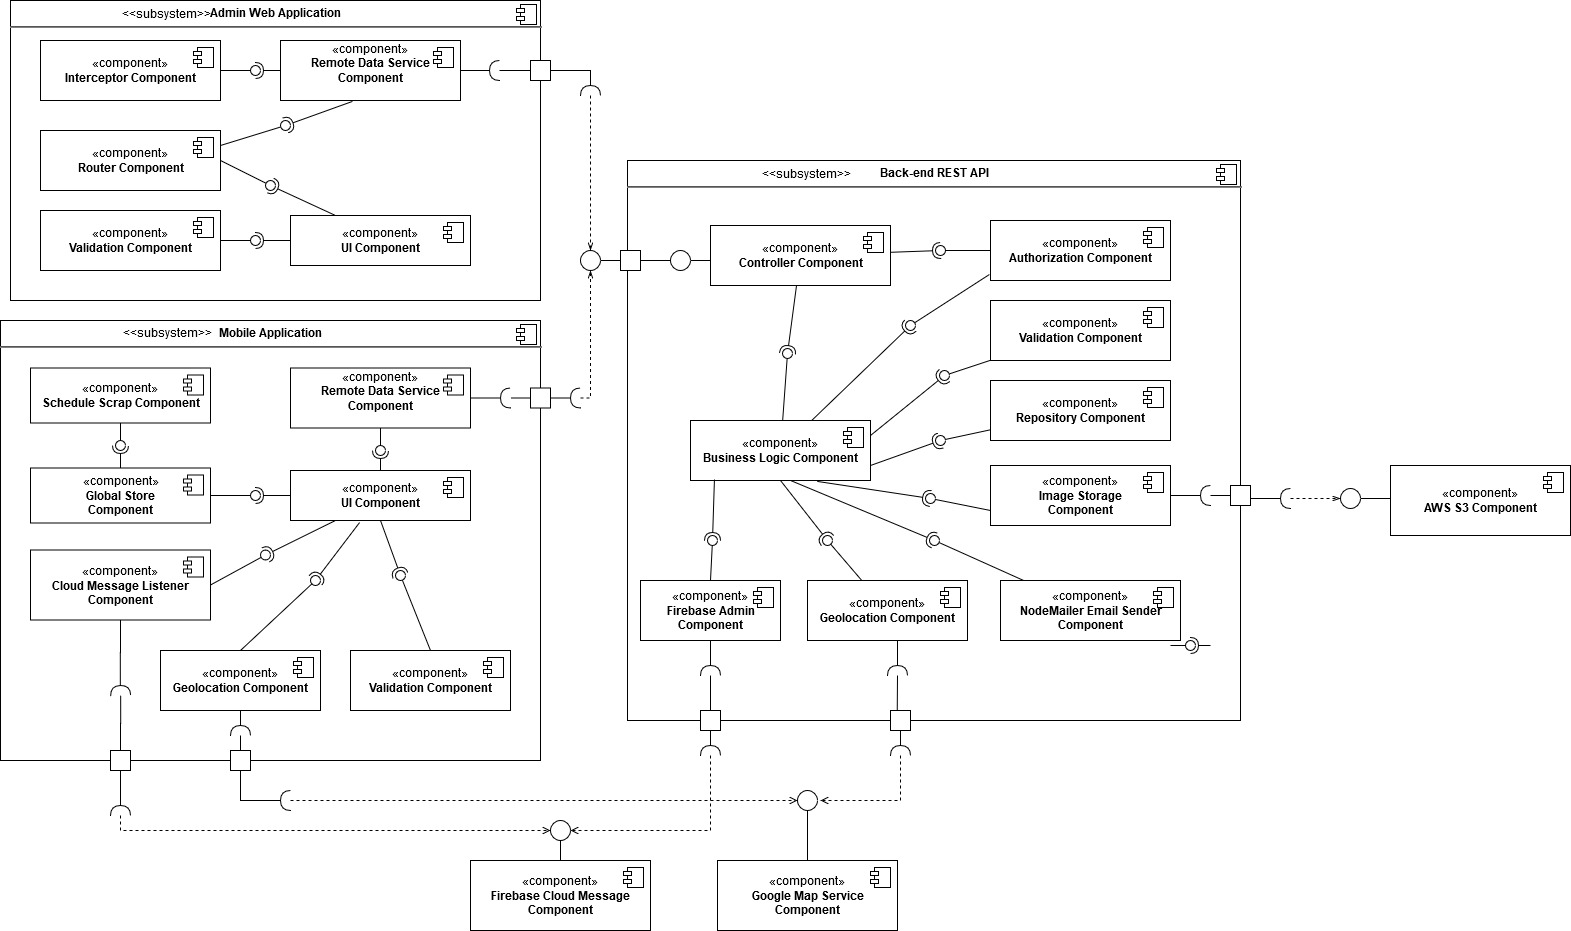 <<subsystem>>Admin Web Application
«component»
Interceptor Component
«component»
Remote Data Service
Component
«component»
Router Component
«component»
Validation Component
«component»
UI Component
<<subsystem>> Mobile Application
«component»
Schedule Scrap Component
«component»
Remote Data Service
Component
«component»
Global Store
Component
«component»
UI Component
«component»
Cloud Message Listener
Component
«component»
Geolocation Component
«component»
Validation Component
<<subsystem>> Back-end REST API
«component»
Controller Component
«component»
Authorization Component
«component»
Validation Component
«component»
Repository Component
«component»
Business Logic Component
«component»
Image Storage
Component
«component»
Firebase Admin
Component
«component»
Geolocation Component
«component»
NodeMailer Email Sender
Component
«component»
AWS S3 Component
«component»
Firebase Cloud Message
Component
«component»
Google Map Service
Component